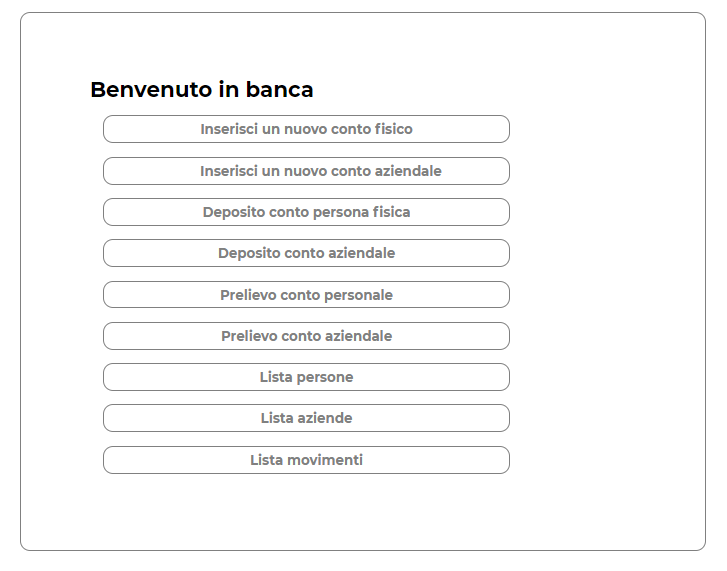 Benvenuto in banca
Inserisci un nuovo conto fisico
Inserisci un nuovo conto aziendale
Deposito conto persona fisica
Deposito conto aziendale
Prelievo conto personale
Prelievo conto aziendale
Lista persone
Lista aziende
Lista movimenti